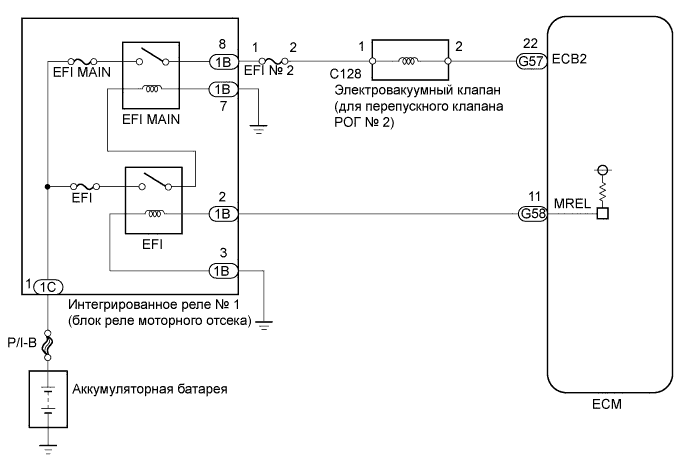 8
1
2
1
2
22
EFI MAIN
1B
EFI № 2
C128
G57
ECB2
1B
7
EFI MAIN
Электровакуумный клапан
(для перепускного клапана
РОГ № 2)
EFI
2
1B
11
G58
MREL
EFI
3
1B
1
1C
Интегрированное реле № 1
(блок реле моторного отсека)
P/I-B
Аккумуляторная батарея
ECM